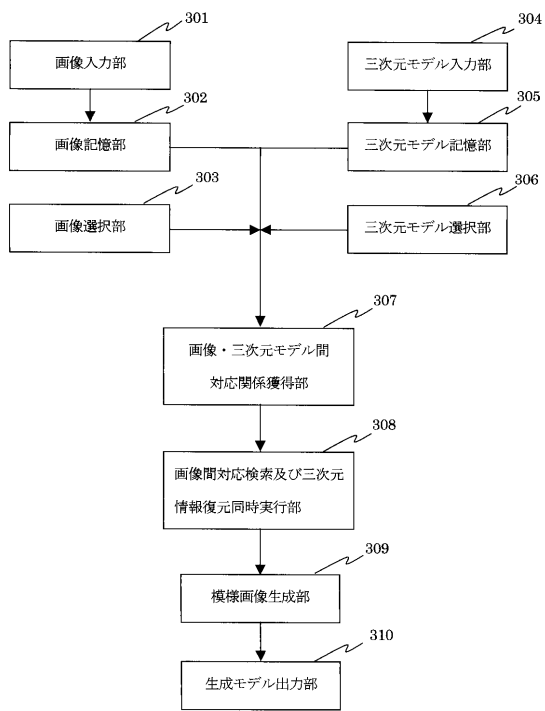 301
画像入力部
304
三次元モデル入力部
302
画像記憶部
305
三次元モデル記憶部
303
画像選択部
306
三次元モデル選択部
307
画像・三次元モデル間
対応関係獲得部
308
画像間対応検索及び三次元
情報復元同時実行部
309
模様画像生成部
310
生成モデル出力部